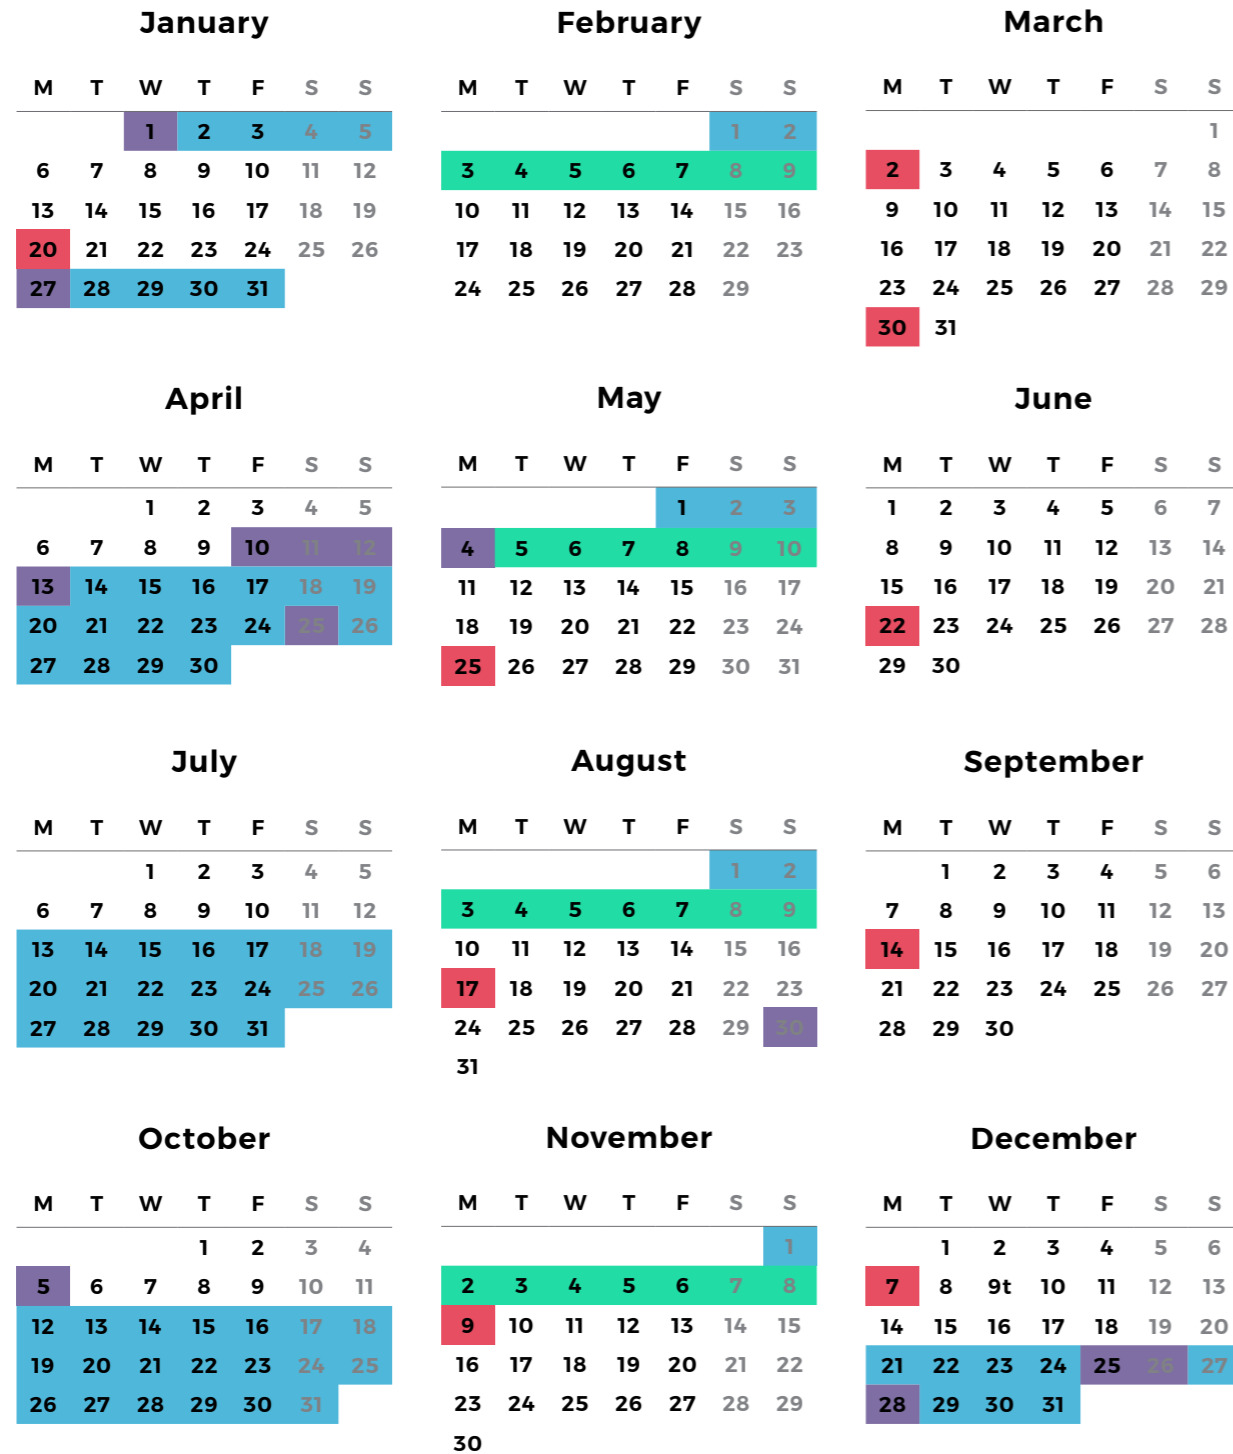 January
M T W T F S S
1 2 3 4 5
6 7 8 9 10 11 12
13 14 15 16 17 18 19
20 21 22 23 24 25 26
27 28 29 30 31
February
M T W T F S S
1 2
3 4 5 6 7 8 9
10 11 12 13 14 15 16
17 18 19 20 21 22 23
24 25 26 27 28 29
March
M T W T F S S
1
2 3 4 5 6 7 8
9 10 11 12 13 14 15
16 17 18 19 20 21 22
23 24 25 26 27 28 29
30 31
April
M T W T F S S
1 2 3 4 5
6 7 8 9 10 11 12
13 14 15 16 17 18 19
20 21 22 23 24 25 26
27 28 29 30
May
M T W T F S S
1 2 3
4 5 6 7 8 9 10
11 12 13 14 15 16 17
18 19 20 21 22 23 24
25 26 27 28 29 30 31
June
M T W T F S S
1 2 3 4 5 6 7
8 9 10 11 12 13 14
15 16 17 18 19 20 21
22 23 24 25 26 27 28
29 30
July
M T W T F S S
1 2 3 4 5
6 7 8 9 10 11 12
13 14 15 16 17 18 19
20 21 22 23 24 25 26
27 28 29 30 31
August
M T W T F S S
1 2
3 4 5 6 7 8 9
10 11 12 13 14 15 16
17 18 19 20 21 22 23
24 25 26 27 28 29 30
31
September
M T W T F S S
1 2 3 4 5 6
7 8 9 10 11 12 13
14 15 16 17 18 19 20
21 22 23 24 25 26 27
28 29 30
October
M T W T F S S
1 2 3 4
5 6 7 8 9 10 11
12 13 14 15 16 17 18
19 20 21 22 23 24 25
26 27 28 29 30 31
November
M T W T F S S
1
2 3 4 5 6 7 8
9 10 11 12 13 14 15
16 17 18 19 20 21 22
23 24 25 26 27 28 29
30
December
M T W T F S S
1 2 3 4 5 6
7 8 9t 10 11 12 13
14 15 16 17 18 19 20
21 22 23 24 25 26 27
28 29 30 31